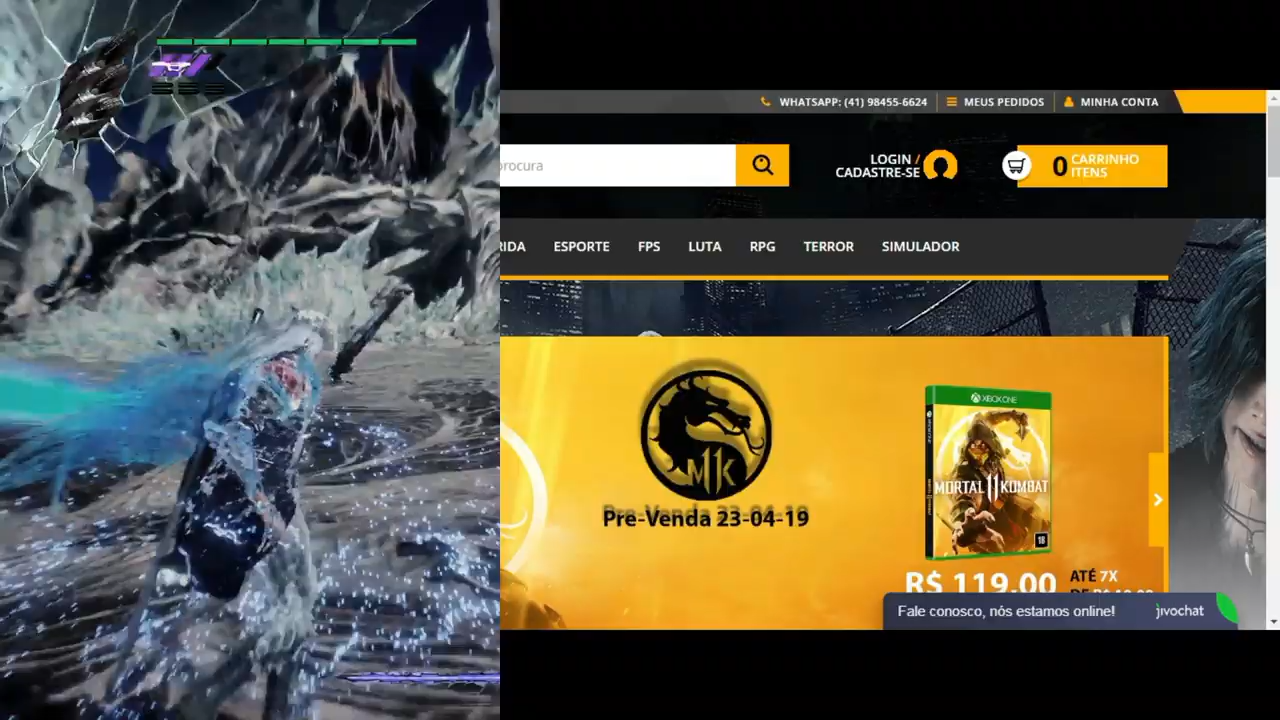 WHATSAPP: (41) 98455-6624
MEUS PEDIDOS
MINHA CONTA
procura
LOGIN /
CADASTRE-SE
0
CARRINHO
ITENS
ESPORTE
FPS
LUTA
RPG
TERROR
SIMULADOR
MK
Pre-Venda 23-04-19
XBOX ONE
MORTAL 11 KOMBAT
18
R$ 119,00
ATÉ 7X
Fale conosco, nós estamos online!
jivochat